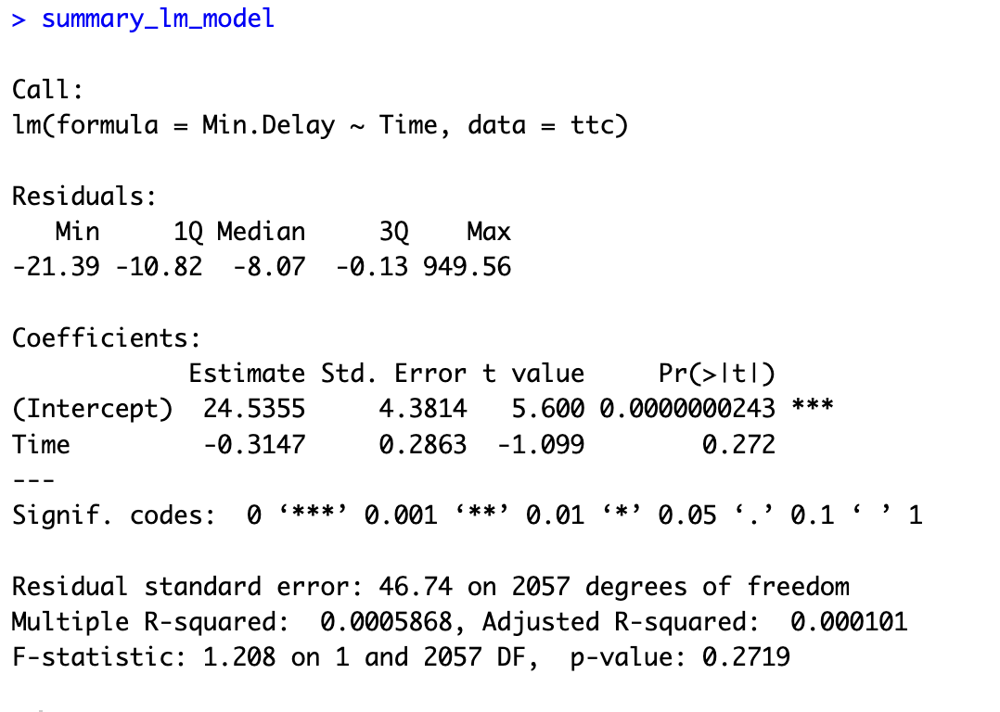 > summary_lm_model
Call:
lm(formula = Min.Delay ~ Time, data = ttc)
Residuals:
   Min     1Q Median     3Q    Max
-21.39 -10.82  -8.07  -0.13 949.56
Coefficients:
            Estimate Std. Error t value     Pr(>|t|)
(Intercept)  24.5355     4.3814   5.600 0.0000000243 ***
Time         -0.3147     0.2863  -1.099        0.272
---
Signif. codes:  0 ‘***’ 0.001 ‘**’ 0.01 ‘*’ 0.05 ‘.’ 0.1 ‘ ’ 1
Residual standard error: 46.74 on 2057 degrees of freedom
Multiple R-squared:  0.0005868, Adjusted R-squared:  0.000101
F-statistic: 1.208 on 1 and 2057 DF,  p-value: 0.2719